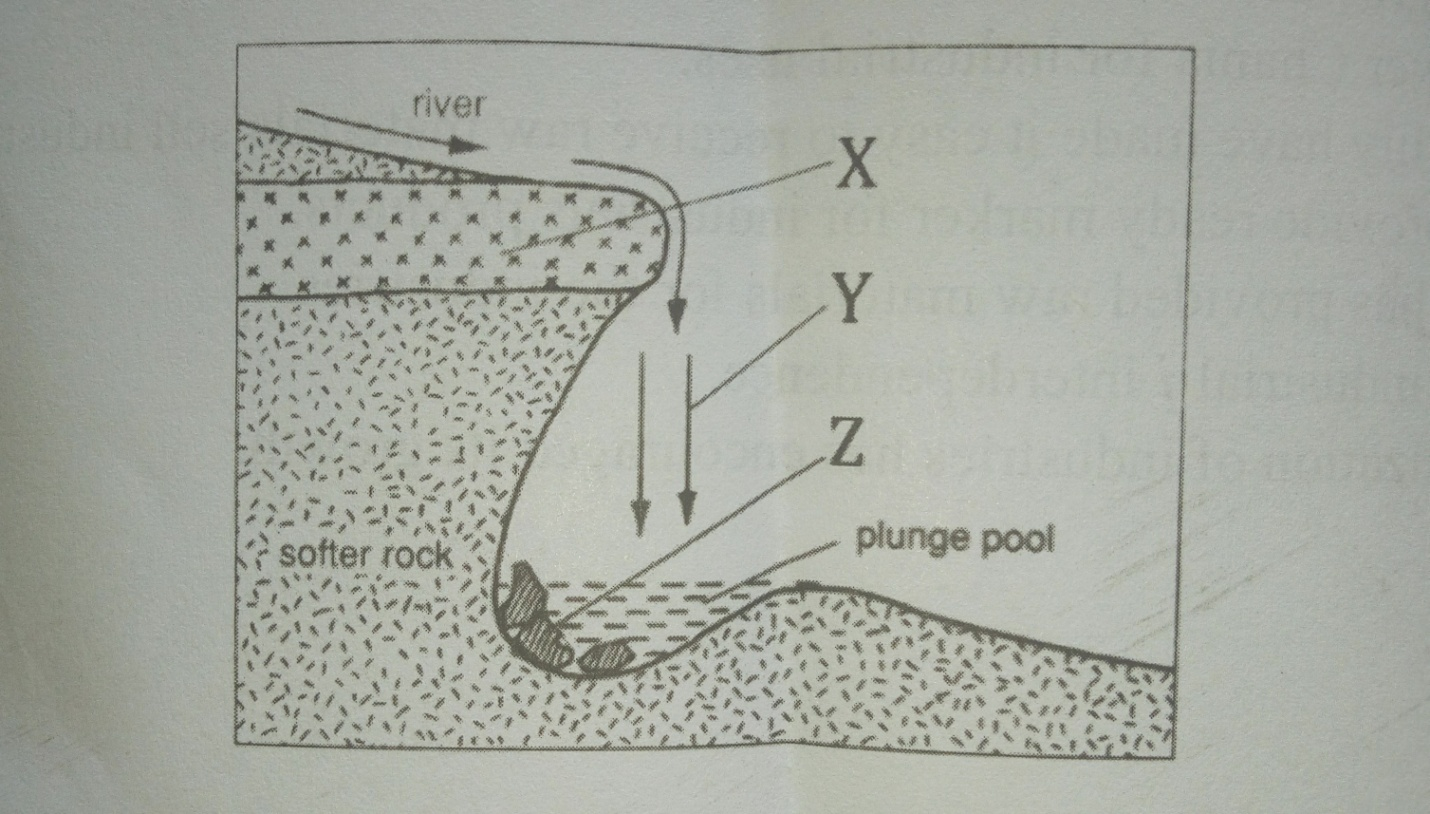 river
X
Y
Z
plunge pool
softer rock